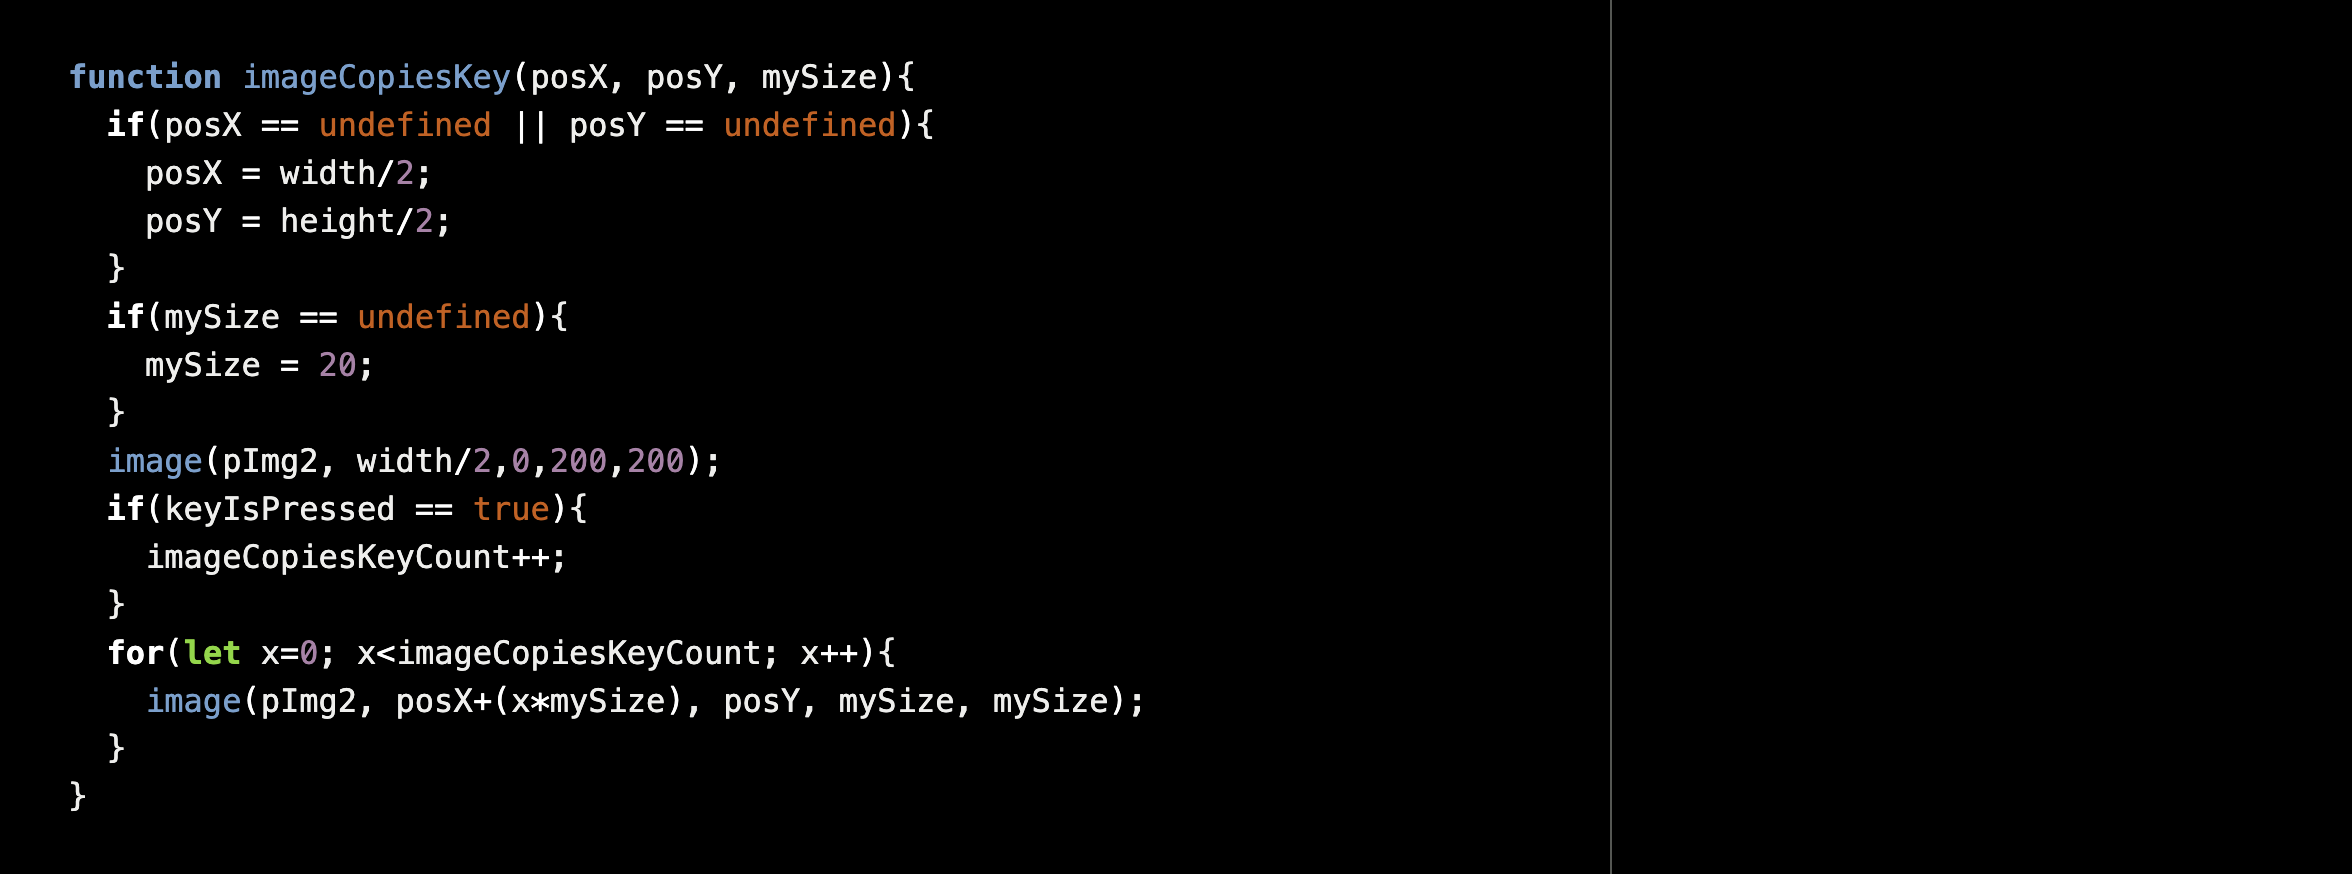 function imageCopiesKey(posX, posY, mySize){
  if(posX == undefined || posY == undefined){
    posX = width/2;
    posY = height/2;
  }
  if(mySize == undefined){
    mySize = 20;
  }
  image(pImg2, width/2,0,200,200);
  if(keyIsPressed == true){
    imageCopiesKeyCount++;
  }
  for(let x=0; x<imageCopiesKeyCount; x++){
    image(pImg2, posX+(x*mySize), posY, mySize, mySize);
  }
}